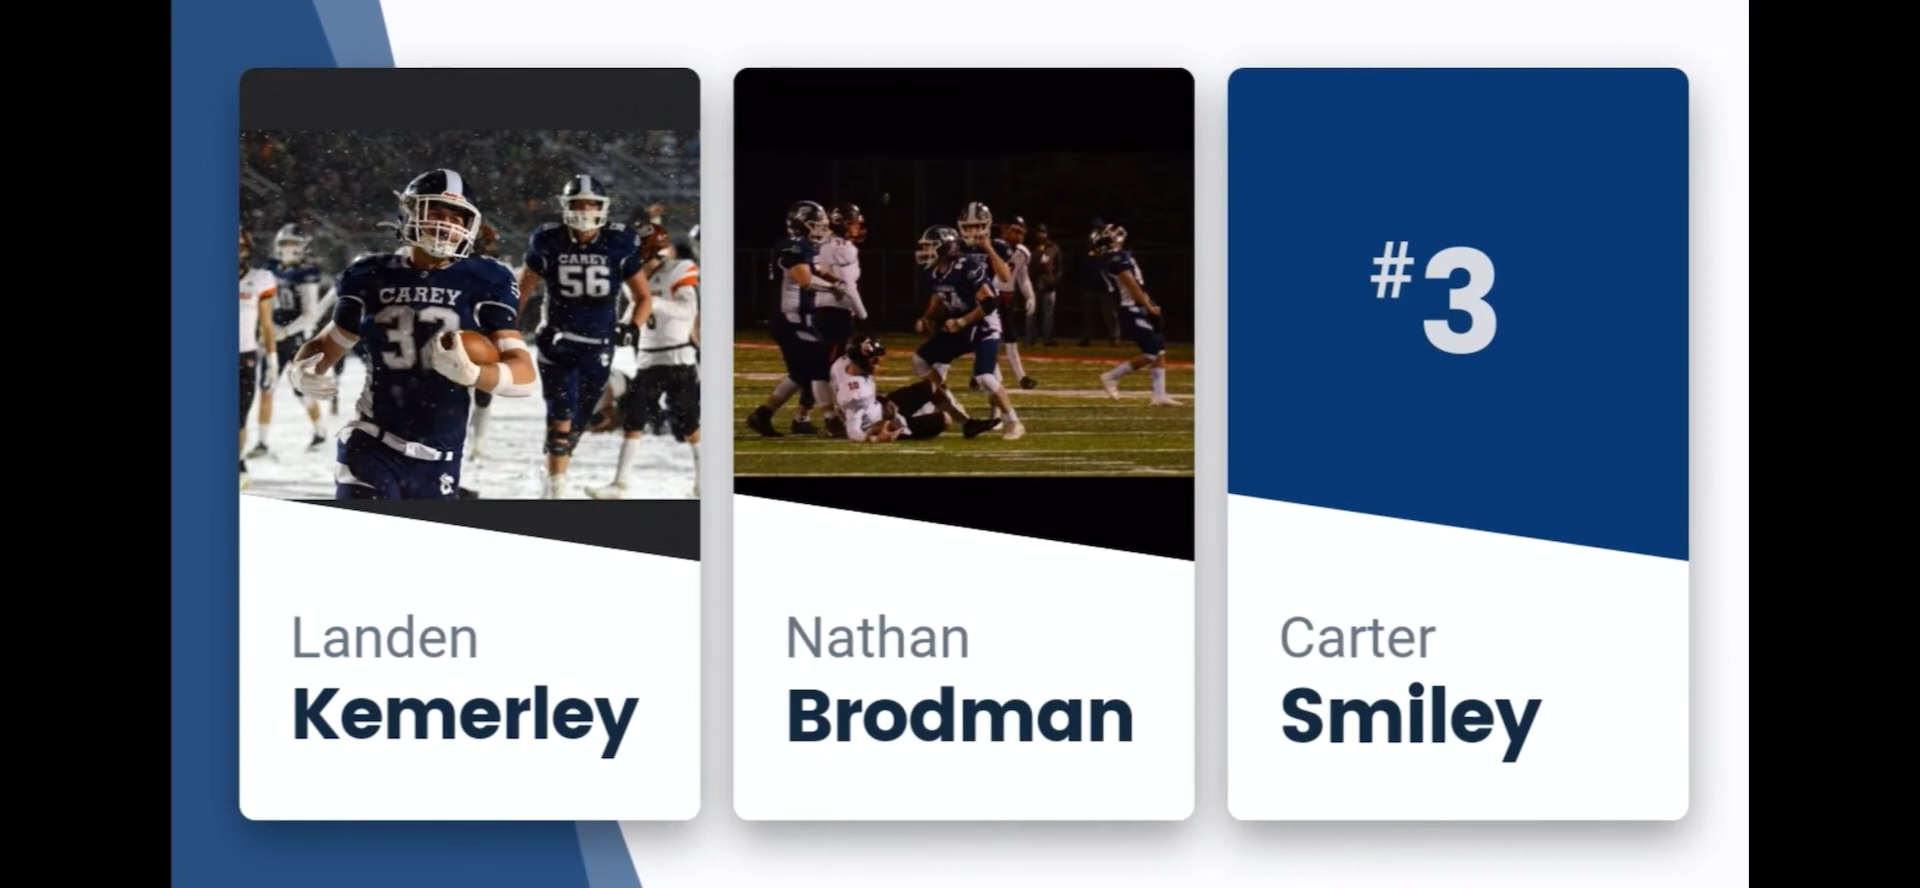 CAREY
32
CAREY
56
Landen
Kemerley
Nathan
Brodman
#3
Carter
Smiley